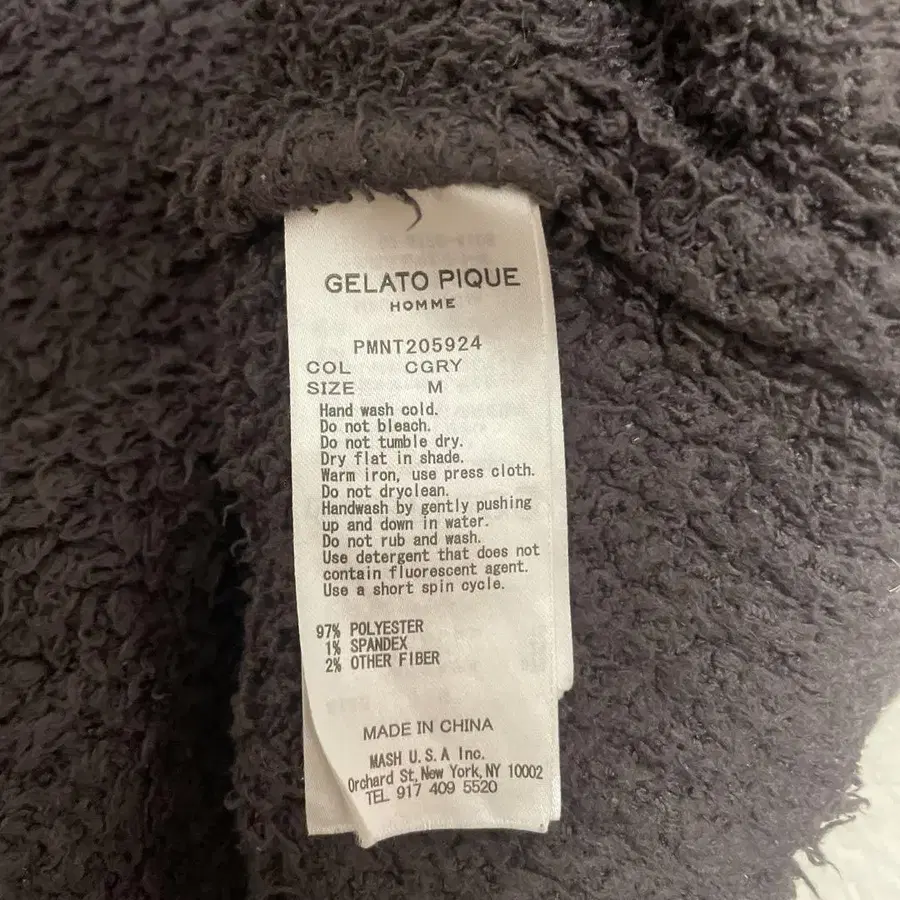 GELATO PIQUE
HOMME
PMNT205924
COL CGRY
SIZE M
Hand wash cold.
Do not bleach.
Do not tumble dry.
Dry flat in shade.
Warm iron, use press cloth.
Do not dryclean.
Handwash by gently pushing
up and down in water.
Do not rub and wash.
Use detergent that does not
contain fluorescent agent.
Use a short spin cycle.
97% POLYESTER
1% SPANDEX
2% OTHER FIBER
MADE IN CHINA
MASH U.S.A Inc.
Orchard St, New York, NY 10002
TEL 917 409 5520